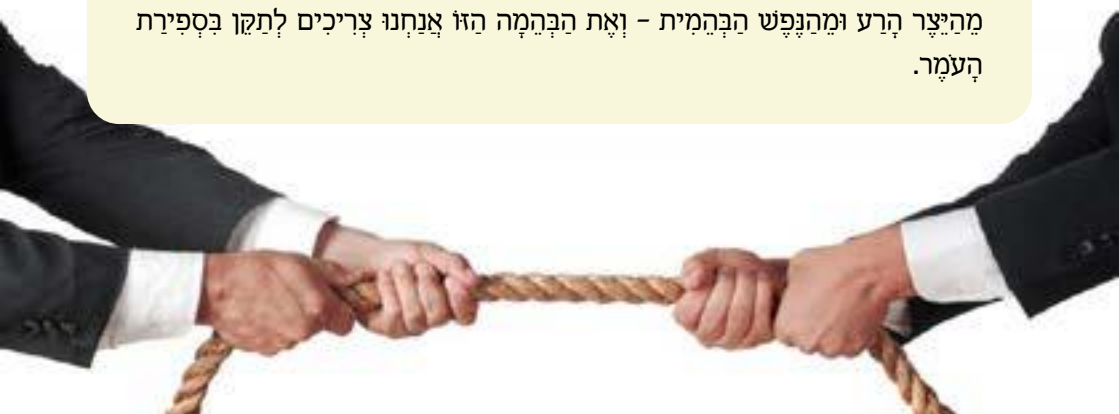 מֵהַיֵּצֶר הָרַע וּמֵהַנֶּפֶשׁ הַבְּהֵמִית – וְאֶת הַבְּהֵמָה הַזּוֹ אֲנַחְנוּ צְרִיכִים לְתַקֵּן בִּסְפִירַת
הָעֹמֶר.